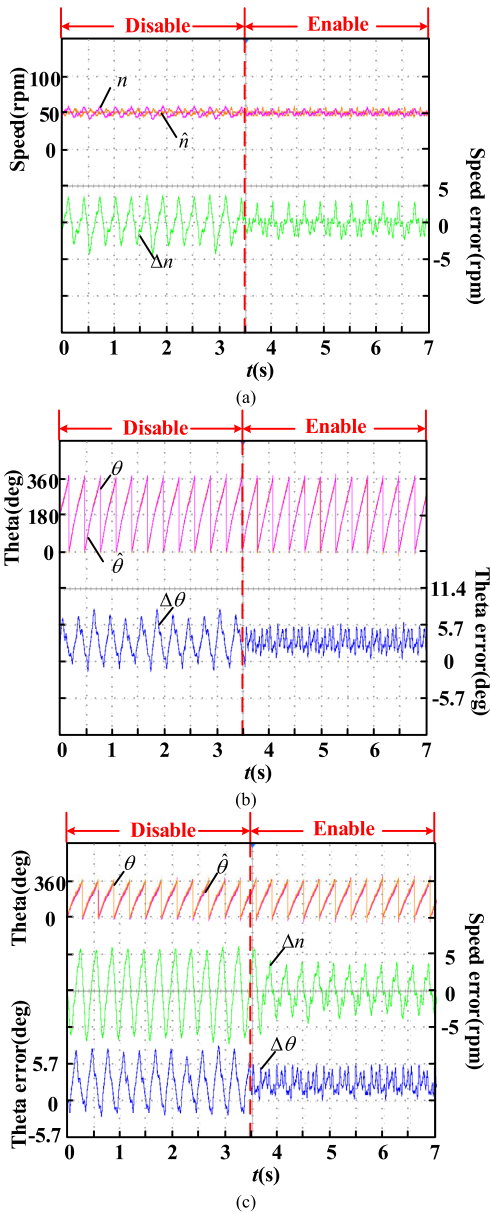 Disable Enable
100
50
0
Speed(rpm)
n
n̂
Δn
5
0
-5
Speed error(rpm)
0 1 2 3 4 5 6 7
t(s)
(a)
Disable Enable
360
180
0
Theta(deg)
θ
θ̂
Δθ
11.4
5.7
0
-5.7
Theta error(deg)
0 1 2 3 4 5 6 7
t(s)
(b)
Disable Enable
360
0
Theta(deg)
θ θ̂
Δn
5
0
-5
Speed error(rpm)
Δθ
5.7
0
-5.7
Theta error(deg)
0 1 2 3 4 5 6 7
t(s)
(c)